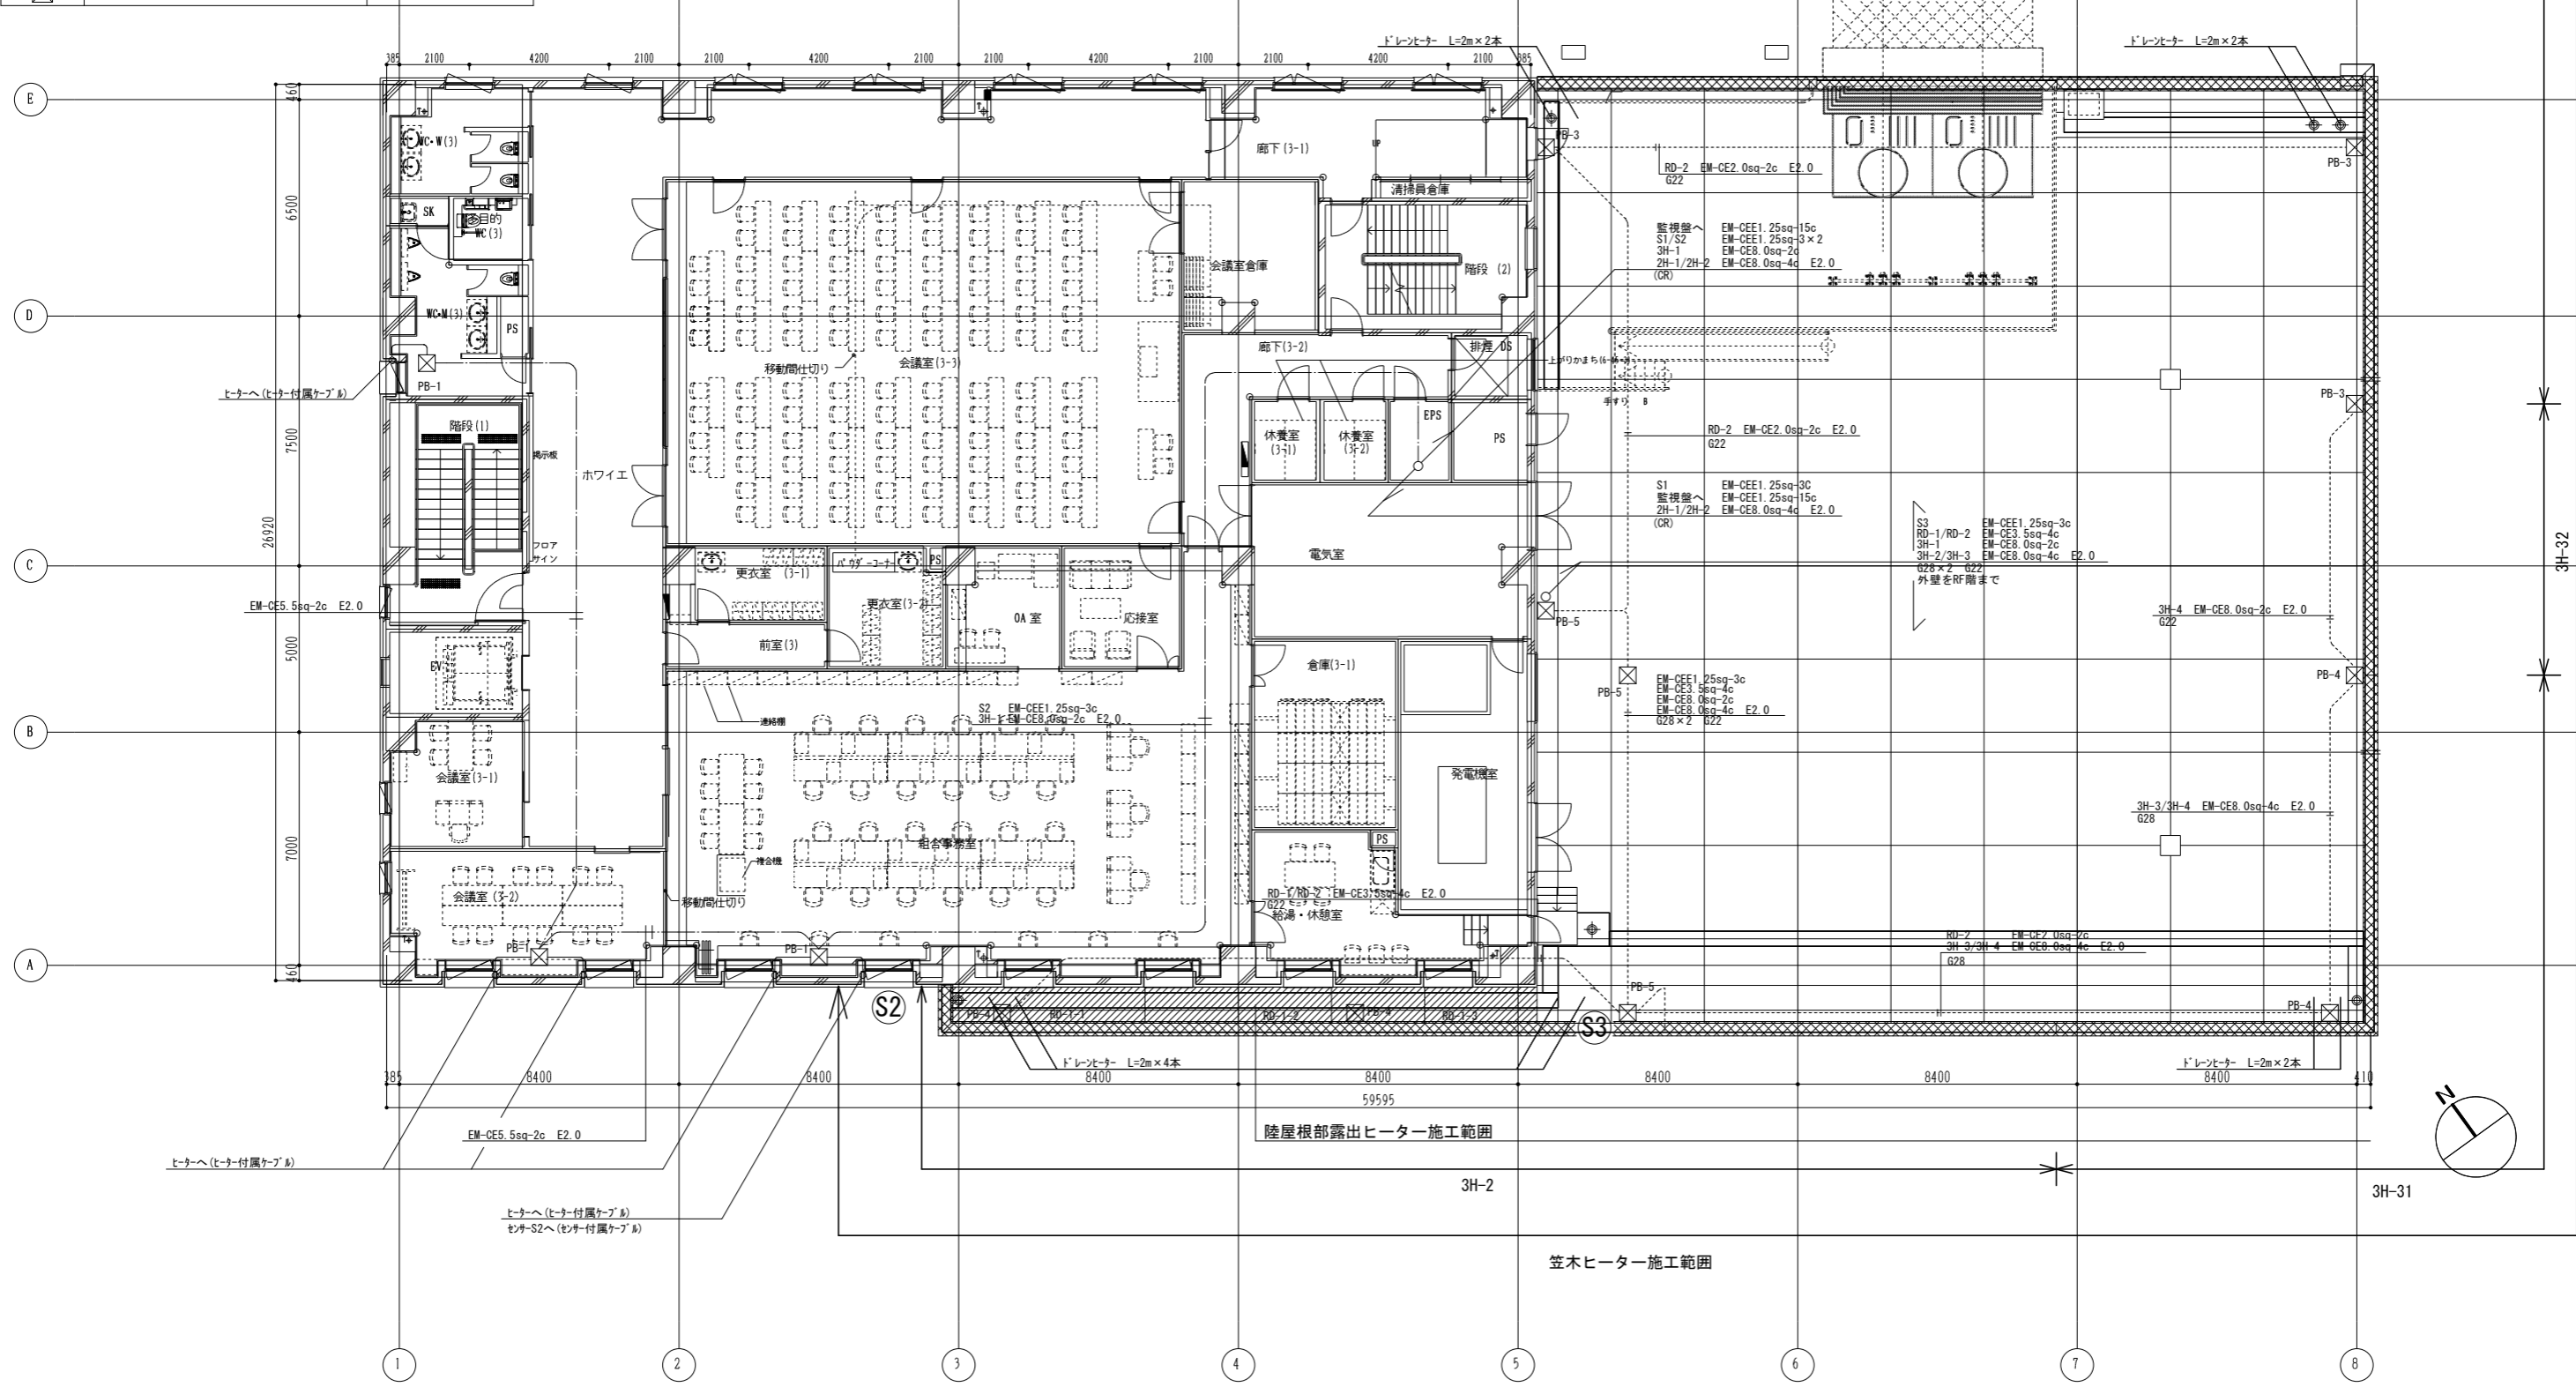 ﾄﾞﾚｰﾝﾋｰﾀｰ L=2m×2本
ﾄﾞﾚｰﾝﾋｰﾀｰ L=2m×2本
385 2100 4200 2100 2100 4200 2100 2100 4200 2100 2100 4200 2100 385
E
D
C
B
A
460
6500
7500
5000
7000
460
26920
WC・W(3)
SK
多目的
WC(3)
WC・M(3)
PS
PB-1
ﾋｰﾀｰへ(ﾋｰﾀｰ付属ｹｰﾌﾞﾙ)
階段(1)
掲示板
ホワイエ
フロア
サイン
EM-CE5.5sq-2c E2.0
EV
会議室(3-1)
会議室(3-2)
PB-1
廊下(3-1)
UP
清掃員倉庫
会議室倉庫
階段 (2)
移動間仕切り
会議室(3-3)
廊下(3-2)
排煙 DS
上がりかまち
手すり B
休養室
(3-1)
休養室
(3-2)
EPS
PS
電気室
更衣室 (3-1)
ﾊﾟｳﾀﾞｰｺｰﾅｰ
PS
更衣室(3-2)
OA 室
応接室
前室(3)
倉庫(3-1)
連絡棚
S2 EM-CEE1.25sq-3c
3H-1 EM-CE8.0sq-2c E2.0
発電機室
組合事務室
複合機
移動間仕切り
PS
RD-1/RD-2 EM-CE3.5sq-4c E2.0
G22
給湯・休憩室
PB-1
PB-3
RD-2 EM-CE2.0sq-2c E2.0
G22
PB-3
監視盤へ EM-CEE1.25sq-15c
S1/S2 EM-CEE1.25sq-3×2
3H-1 EM-CE8.0sq-2c
2H-1/2H-2 EM-CE8.0sq-4c E2.0
(CR)
PB-3
RD-2 EM-CE2.0sq-2c E2.0
G22
S1 EM-CEE1.25sq-3C
監視盤へ EM-CEE1.25sq-15c
2H-1/2H-2 EM-CE8.0sq-4c E2.0
(CR)
S3 EM-CEE1.25sq-3c
RD-1/RD-2 EM-CE3.5sq-4c
3H-1 EM-CE8.0sq-2c
3H-2/3H-3 EM-CE8.0sq-4c E2.0
G28×2 G22
外壁をRF階まで
PB-5
3H-4 EM-CE8.0sq-2c E2.0
G22
PB-4
PB-5
EM-CEE1.25sq-3c
EM-CE3.5sq-4c
EM-CE8.0sq-2c
EM-CE8.0sq-4c E2.0
G28×2 G22
3H-3/3H-4 EM-CE8.0sq-4c E2.0
G28
RD-2 EM-CE2.0sq-2c
3H-3/3H-4 EM-CE8.0sq-4c E2.0
G28
PB-5
PB-4
3H-32
S2
PB-4
RD-1-1
RD-1-2
PB-4
RD-1-3
S3
ﾄﾞﾚｰﾝﾋｰﾀｰ L=2m×4本
ﾄﾞﾚｰﾝﾋｰﾀｰ L=2m×2本
385 8400 8400 8400 8400 8400 8400 8400 410
59595
EM-CE5.5sq-2c E2.0
陸屋根部露出ヒーター施工範囲
N
ﾋｰﾀｰへ(ﾋｰﾀｰ付属ｹｰﾌﾞﾙ)
3H-2
3H-31
ﾋｰﾀｰへ(ﾋｰﾀｰ付属ｹｰﾌﾞﾙ)
ｾﾝｻｰS2へ(ｾﾝｻｰ付属ｹｰﾌﾞﾙ)
笠木ヒーター施工範囲
1 2 3 4 5 6 7 8